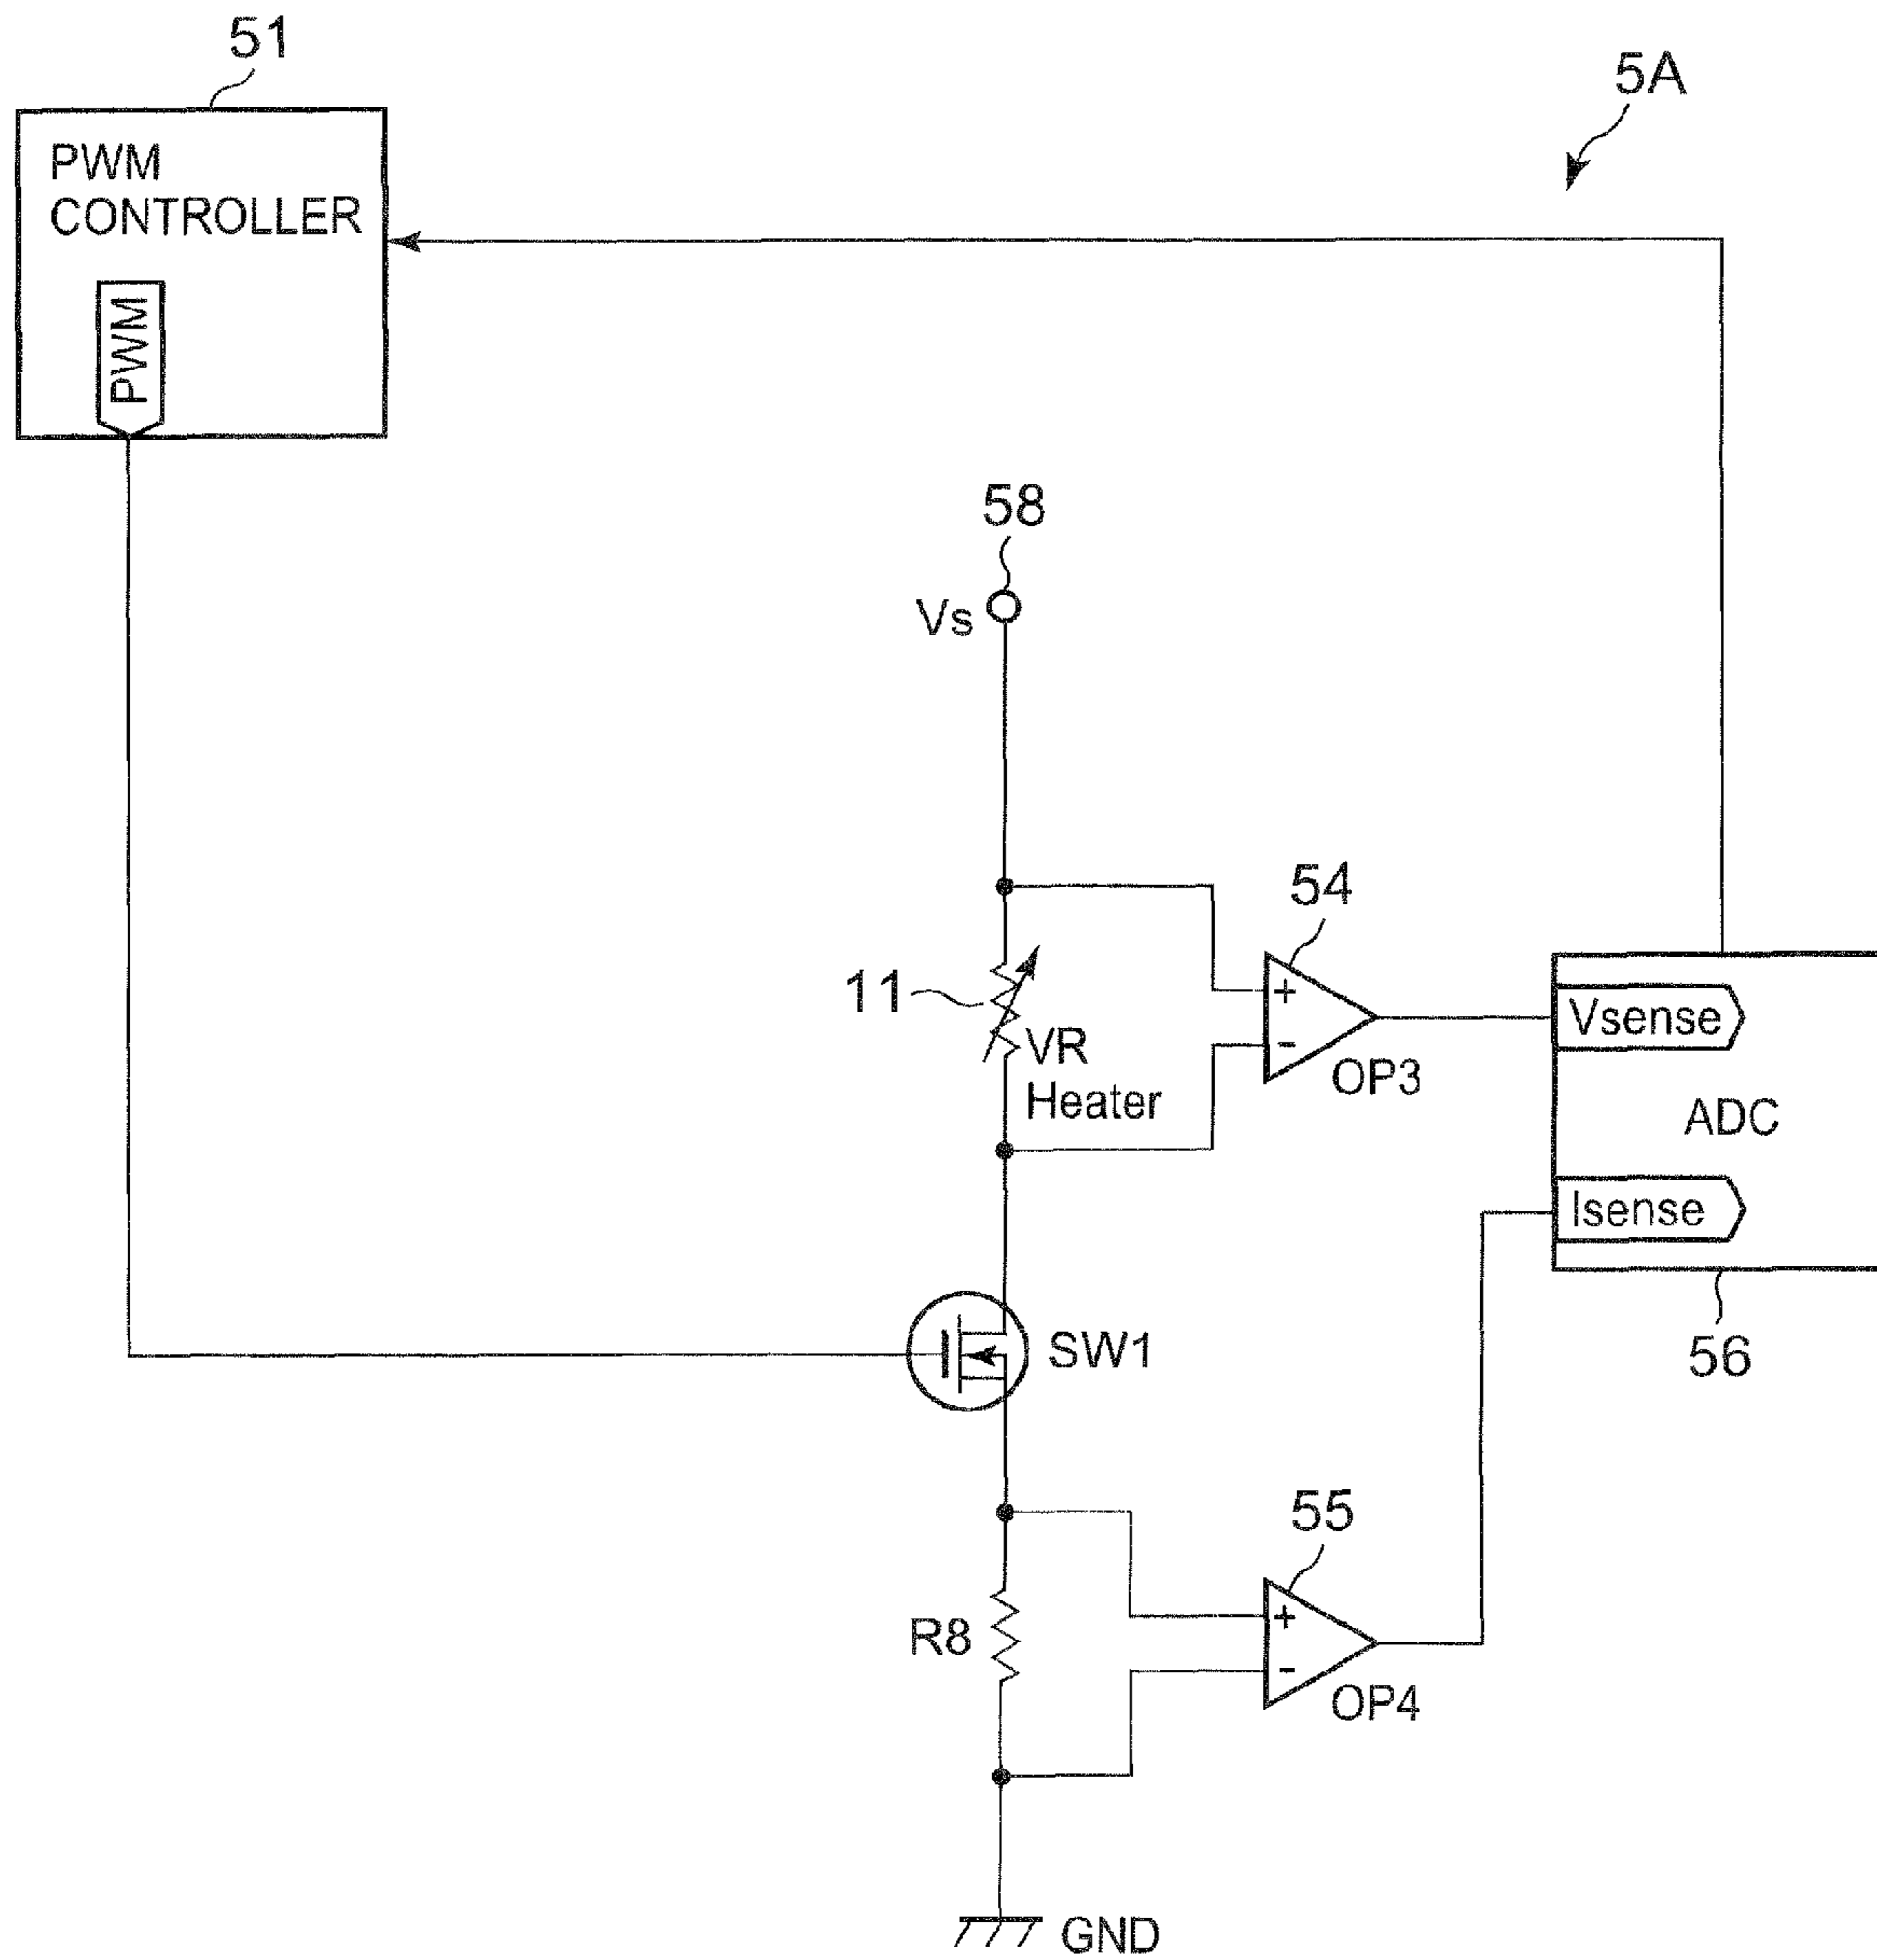 51
5A
PWM
CONTROLLER
PWM
58
Vs
54
11
+
-
Vsense
VR
Heater
OP3
ADC
Isense
SW1
56
55
R8
+
-
OP4
GND